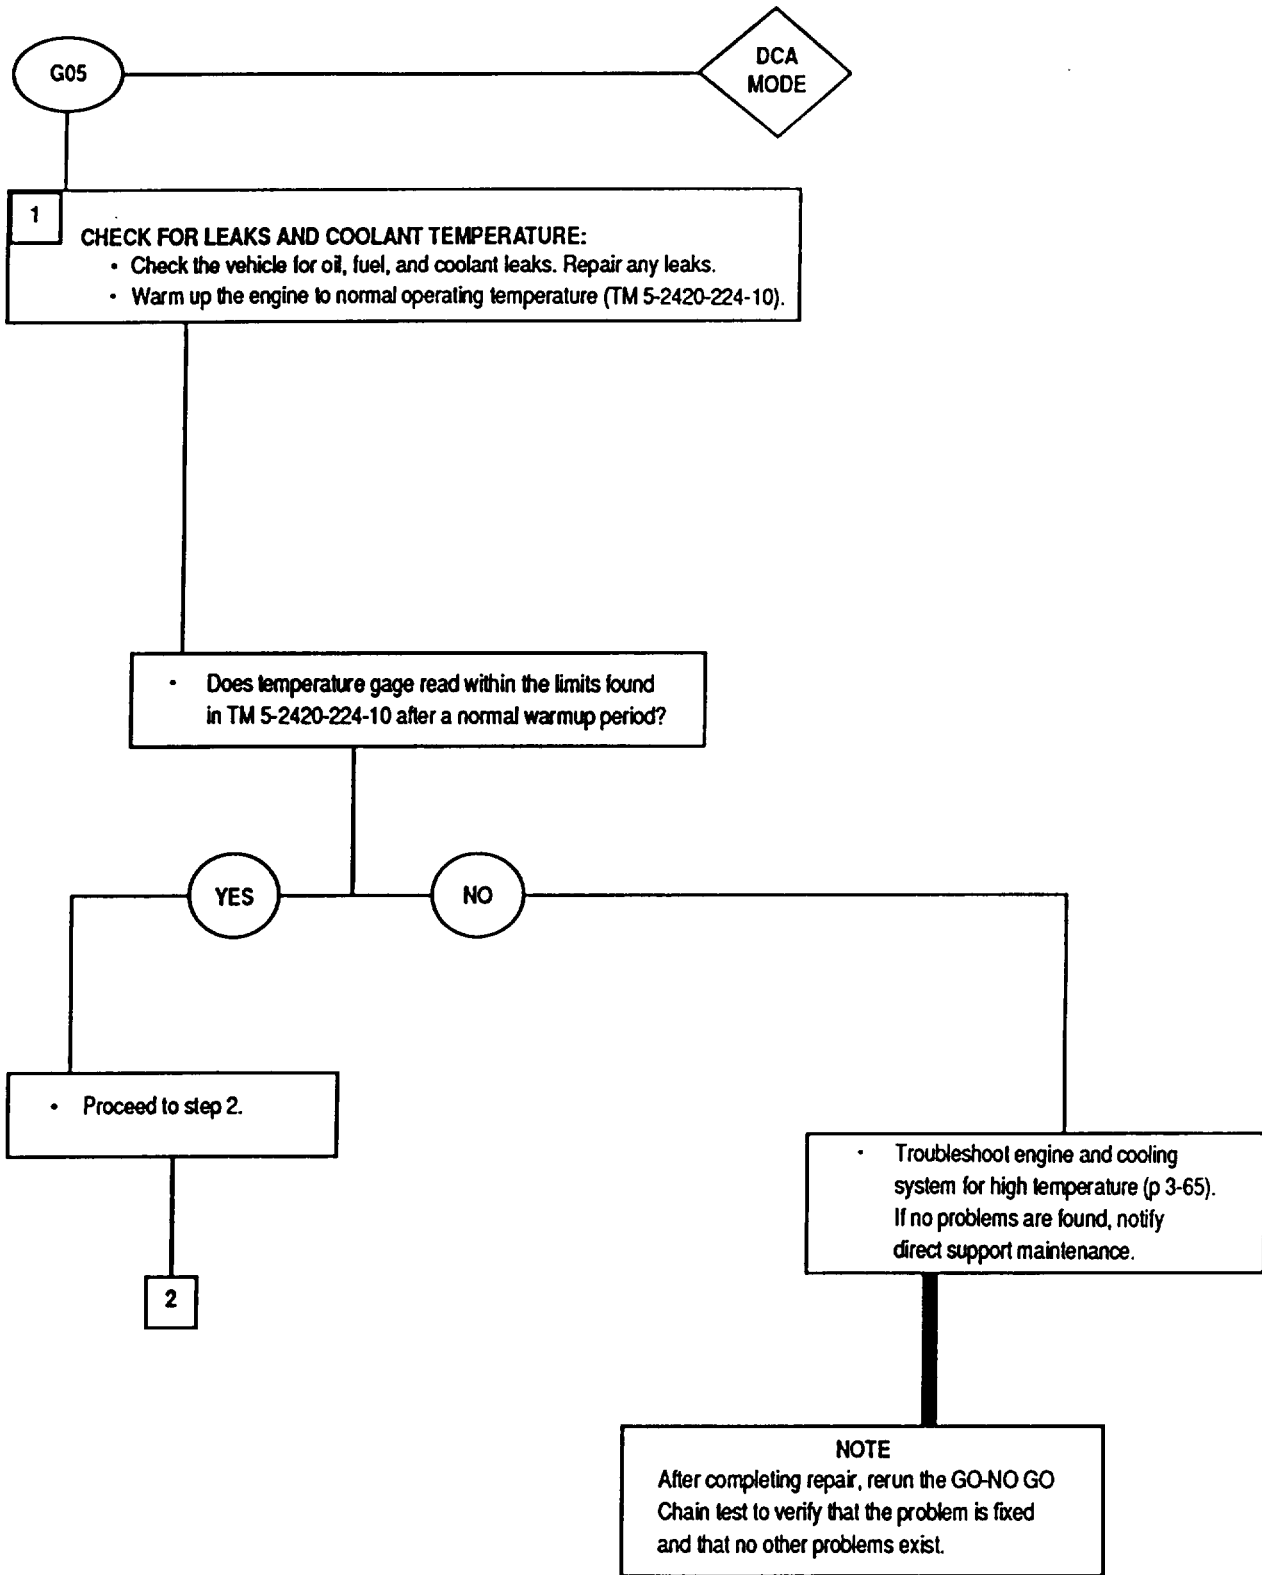 G05
DCA
MODE
1
CHECK FOR LEAKS AND COOLANT TEMPERATURE:
• Check the vehicle for oil, fuel, and coolant leaks. Repair any leaks.
• Warm up the engine to normal operating temperature (TM 5-2420-224-10).
• Does temperature gage read within the limits found
in TM 5-2420-224-10 after a normal warmup period?
YES
NO
• Proceed to step 2.
• Troubleshoot engine and cooling
system for high temperature (p 3-65).
If no problems are found, notify
direct support maintenance.
2
NOTE
After completing repair, rerun the GO-NO GO
Chain test to verify that the problem is fixed
and that no other problems exist.